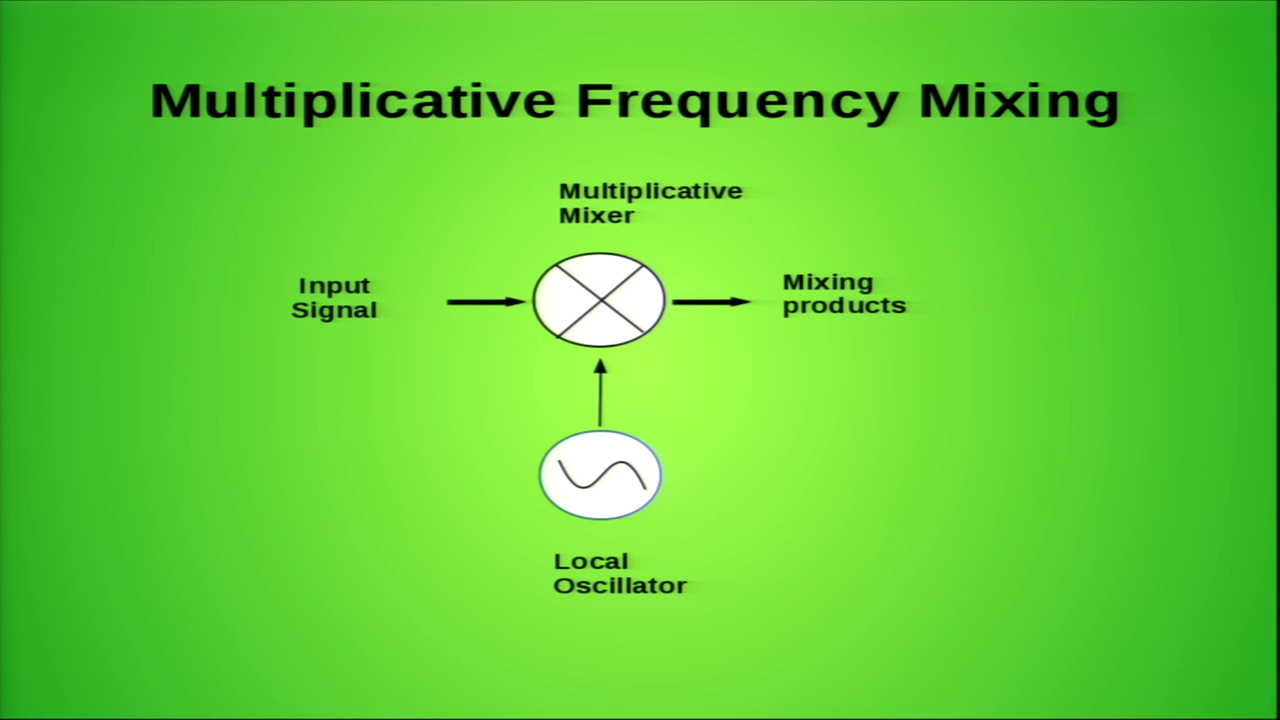 Multiplicative Frequency Mixing
Multiplicative
Mixer
Input
Signal
Mixing
products
Local
Oscillator